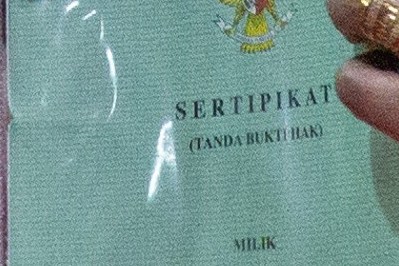 SERTIPIKAT
(TANDA BUKTI HAK)
MILIK